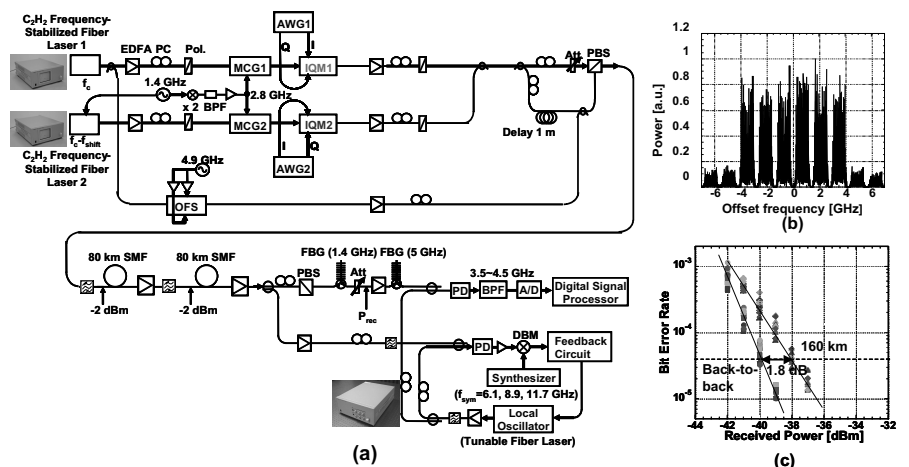 C₂H₂ Frequency-
Stabilized Fiber
Laser 1
EDFA PC
Pol.
AWG1
Q
I
MCG1
IQM1
Att.
PBS
f_c
1.4 GHz
x 2
BPF
2.8 GHz
MCG2
IQM2
f_c-f_shift
C₂H₂ Frequency-
Stabilized Fiber
Laser 2
I
Q
AWG2
Delay 1 m
4.9 GHz
OFS
80 km SMF
80 km SMF
-2 dBm
-2 dBm
PBS
FBG (1.4 GHz)
Att
FBG (5 GHz)
P_rec
3.5~4.5 GHz
PD
BPF
A/D
Digital Signal
Processor
PD
DBM
Feedback
Circuit
Synthesizer
(f_sym=6.1, 8.9, 11.7 GHz)
Local
Oscillator
(Tunable Fiber Laser)
(a)
Power [a.u.]
1.2
1
0.8
0.6
0.4
0.2
0
-6 -4 -2 0 2 4 6
Offset frequency [GHz]
(b)
Bit Error Rate
10⁻³
10⁻⁴
10⁻⁵
160 km
Back-to-
back
1.8 dB
-44 -42 -40 -38 -36 -34 -32
Received Power [dBm]
(c)